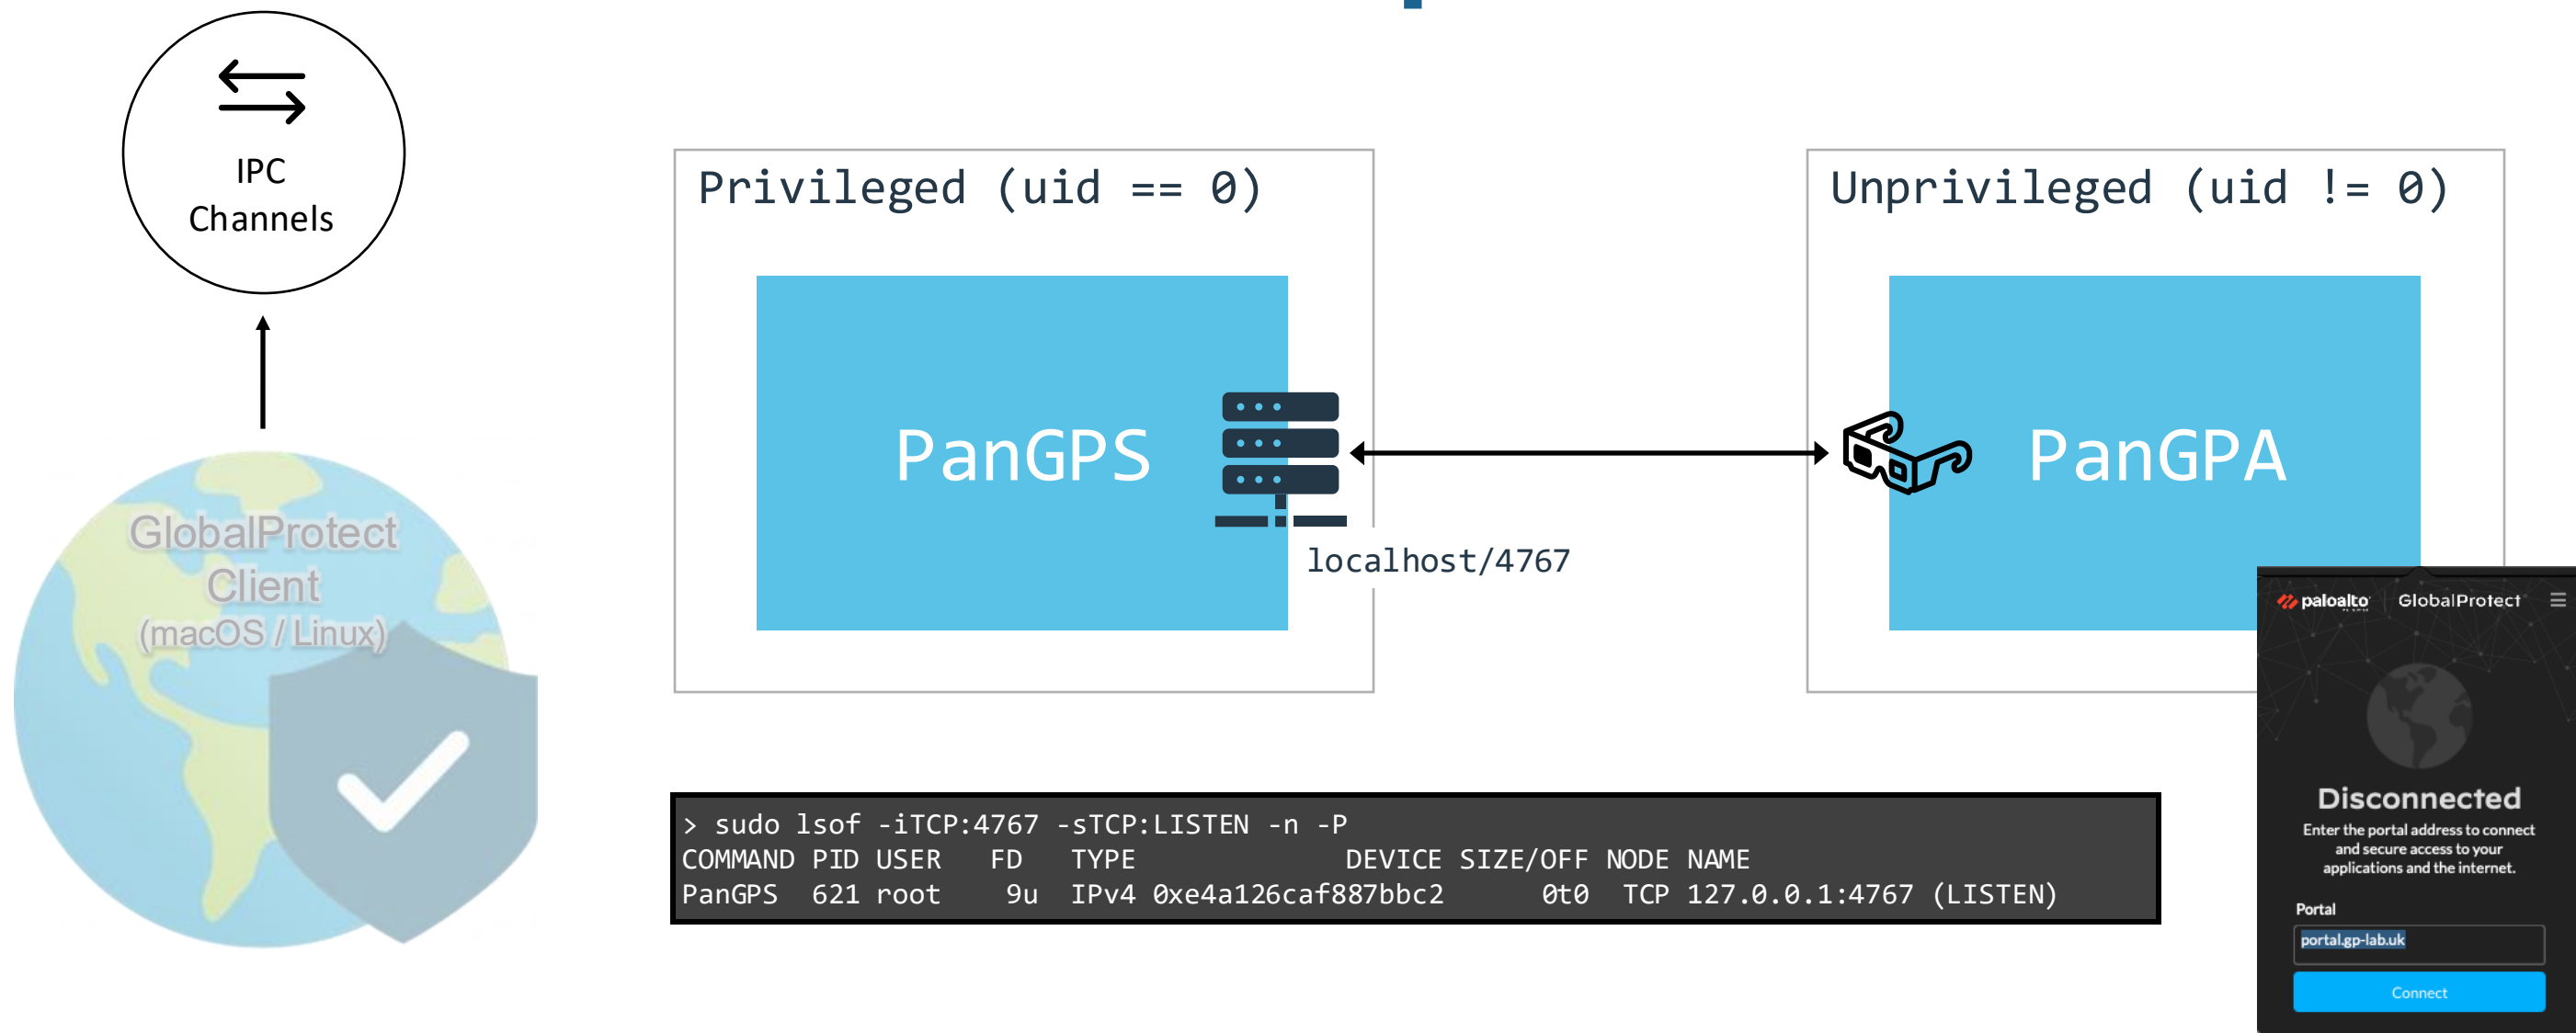 IPC
Channels
GlobalProtect
Client
(macOS / Linux)
Privileged (uid == 0)
PanGPS
localhost/4767
Unprivileged (uid != 0)
PanGPA
> sudo lsof -iTCP:4767 -sTCP:LISTEN -n -P
COMMAND PID USER   FD   TYPE             DEVICE SIZE/OFF NODE NAME
PanGPS  621 root    9u  IPv4 0xe4a126caf887bbc2      0t0  TCP 127.0.0.1:4767 (LISTEN)
paloalto GlobalProtect
Disconnected
Enter the portal address to connect
and secure access to your
applications and the internet.
Portal
portal.gp-lab.uk
Connect